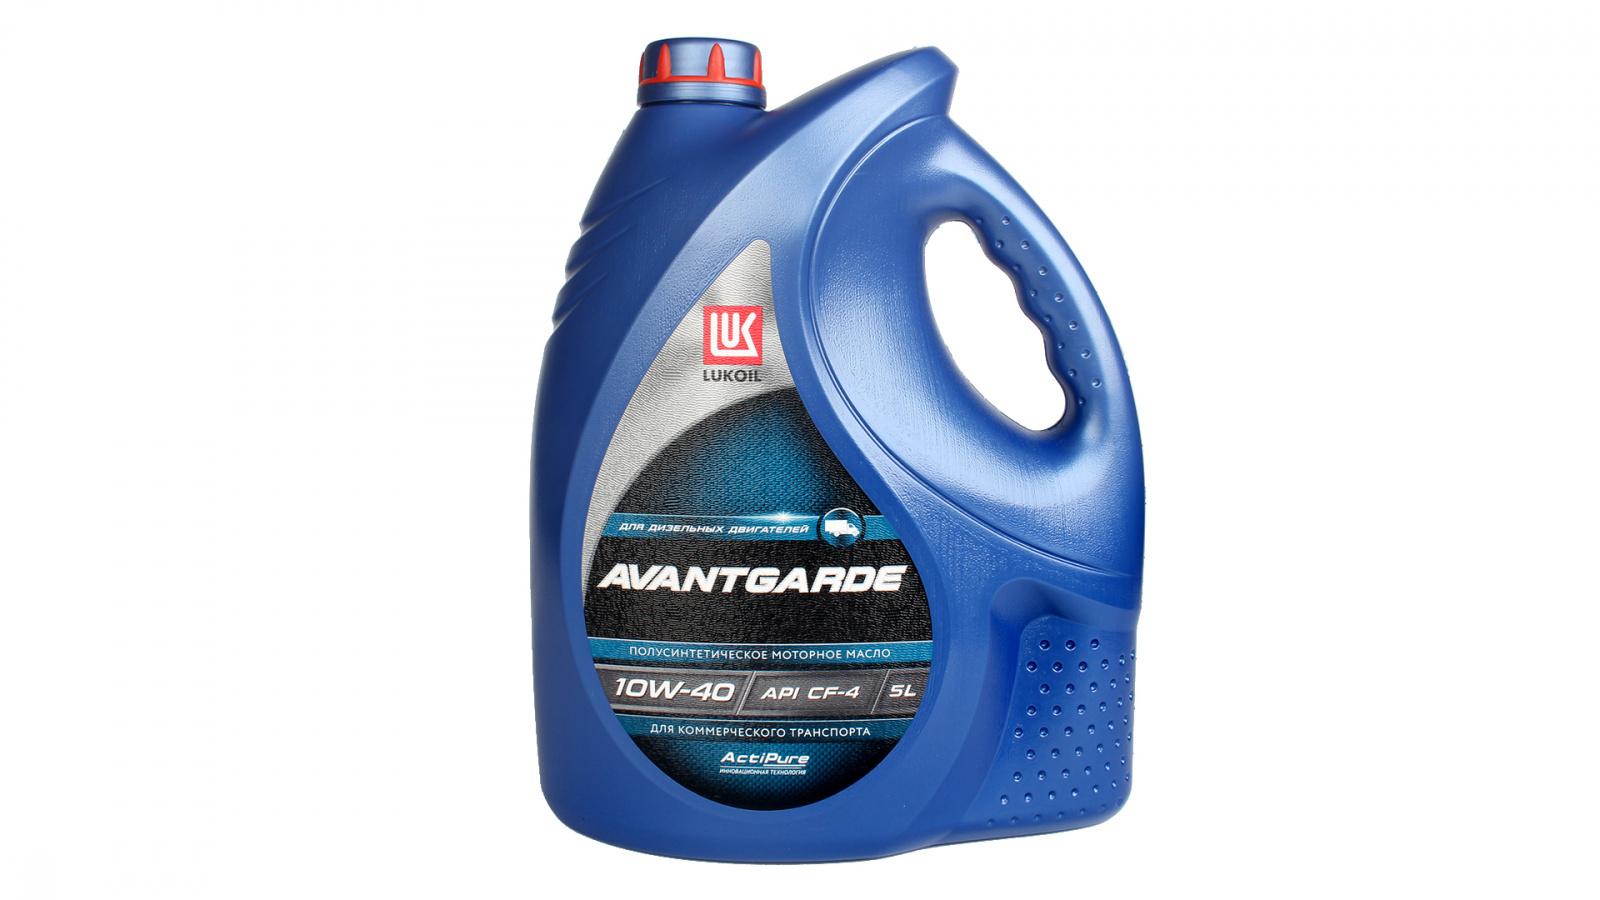 LUK
LUKOIL
ДЛЯ ДИЗЕЛЬНЫХ ДВИГАТЕЛЕЙ
AVANTGARDE
ПОЛУСИНТЕТИЧЕСКОЕ МОТОРНОЕ МАСЛО
10W-40 API CF-4 5L
ДЛЯ КОММЕРЧЕСКОГО ТРАНСПОРТА
ActiPure
ИННОВАЦИОННАЯ ТЕХНОЛОГИЯ